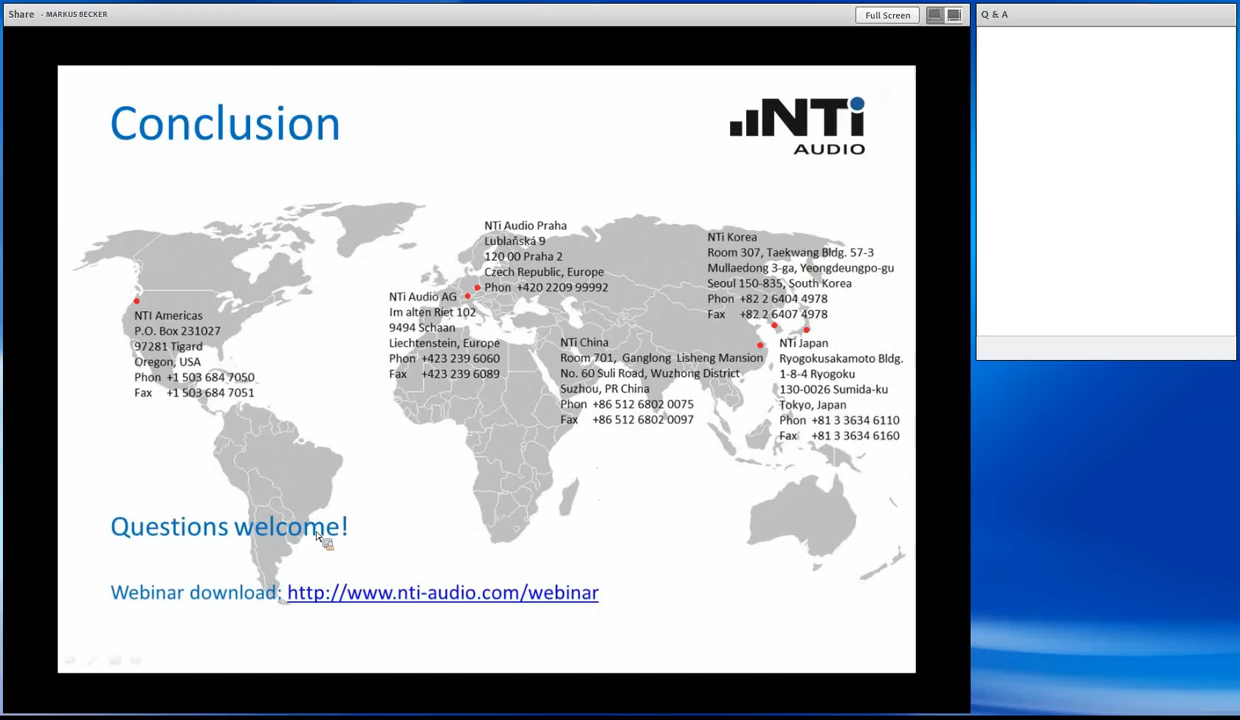 Share - MARKUS BECKER
Full Screen
Q & A
Conclusion
NTi
AUDIO
NTi Audio Praha
Lublaňská 9
120 00 Praha 2
Czech Republic, Europe
Phon +420 2209 99992
NTi Korea
Room 307, Taekwang Bldg. 57-3
Mullaedong 3-ga, Yeongdeungpo-gu
Seoul 150-835, South Korea
Phon +82 2 6404 4978
Fax +82 2 6407 4978
NTi Audio AG
Im alten Riet 102
9494 Schaan
Liechtenstein, Europe
Phon +423 239 6060
Fax +423 239 6089
NTI Americas
P.O. Box 231027
97281 Tigard
Oregon, USA
Phon +1 503 684 7050
Fax +1 503 684 7051
NTi China
Room 701, Ganglong Lisheng Mansion
No. 60 Suli Road, Wuzhong District
Suzhou, PR China
Phon +86 512 6802 0075
Fax +86 512 6802 0097
NTi Japan
Ryogokusakamoto Bldg.
1-8-4 Ryogoku
130-0026 Sumida-ku
Tokyo, Japan
Phon +81 3 3634 6110
Fax +81 3 3634 6160
Questions welcome!
Webinar download: http://www.nti-audio.com/webinar